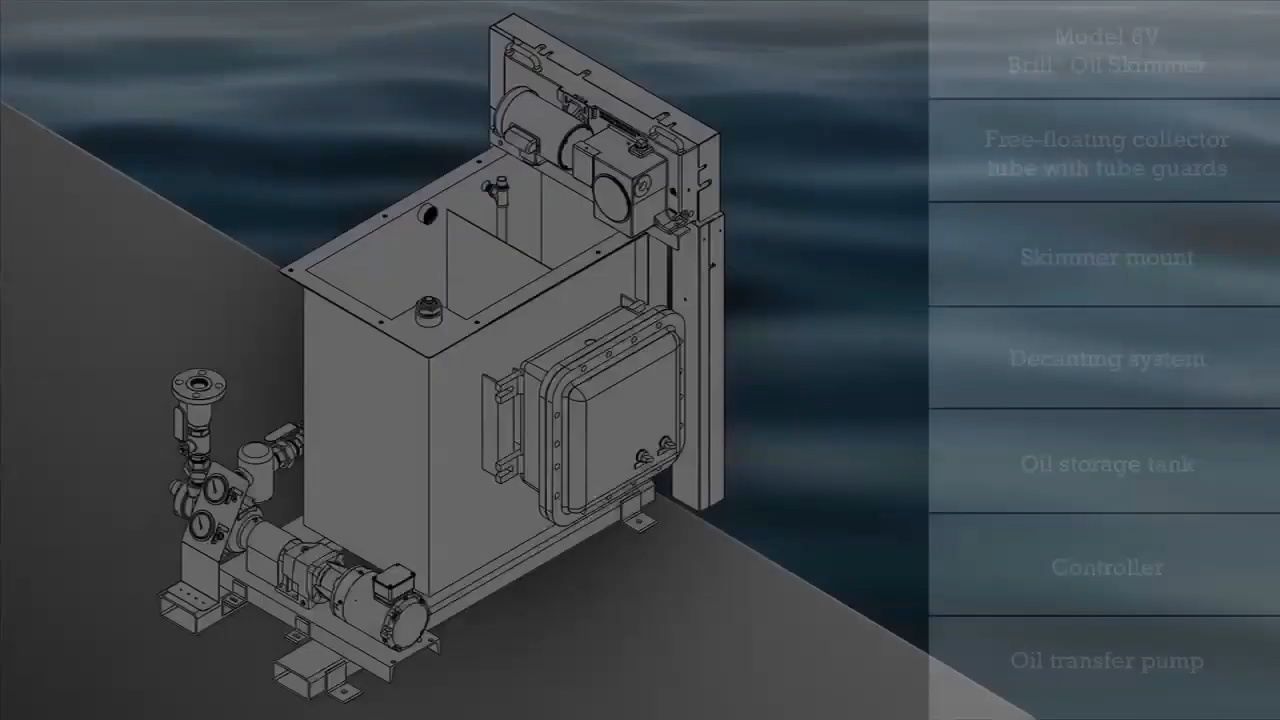 Model 6V
Brill® Oil Skimmer
Free-floating collector
tube with tube guards
Skimmer mount
Decanting system
Oil storage tank
Controller
Oil transfer pump